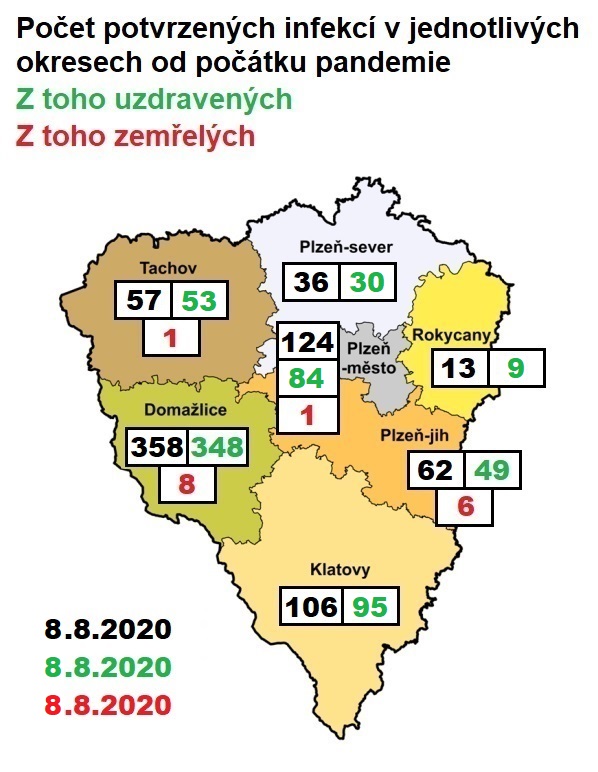 Počet potvrzených infekcí v jednotlivých
okresech od počátku pandemie
Z toho uzdravených
Z toho zemřelých
Plzeň-sever
36 30
Tachov
57 53
1
124
84
1
Plzeň
-město
Rokycany
13 9
Domažlice
358 348
8
Plzeň-jih
62 49
6
Klatovy
106 95
8.8.2020
8.8.2020
8.8.2020